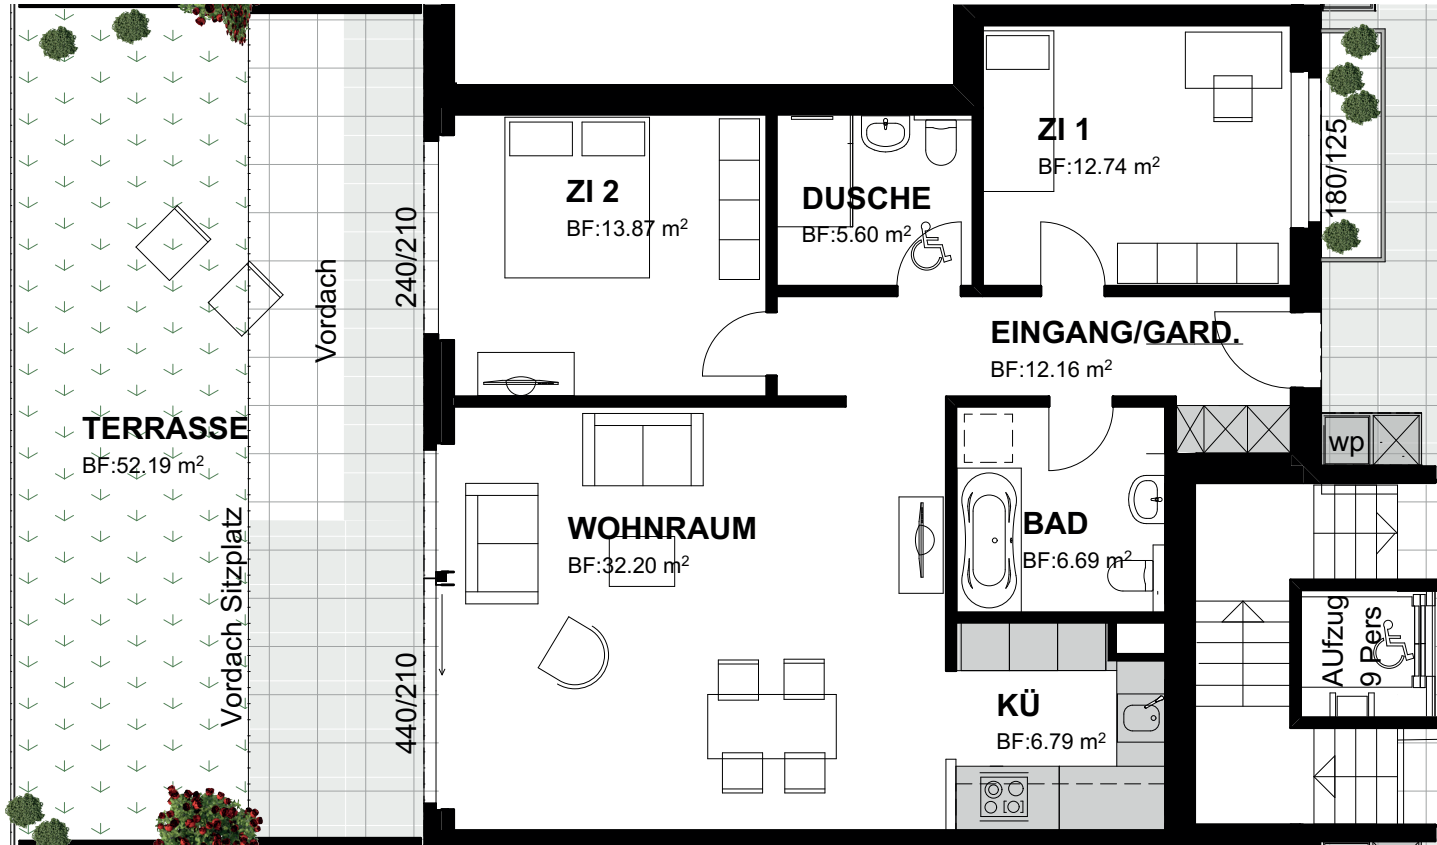 ZI 1
BF:12.74 m²
180/125
ZI 2
BF:13.87 m²
DUSCHE
BF:5.60 m²
240/210
Vordach
EINGANG/GARD.
BF:12.16 m²
TERRASSE
BF:52.19 m²
wp
WOHNRAUM
BF:32.20 m²
BAD
BF:6.69 m²
Vordach Sitzplatz
440/210
AUfzug
9 Pers
KÜ
BF:6.79 m²